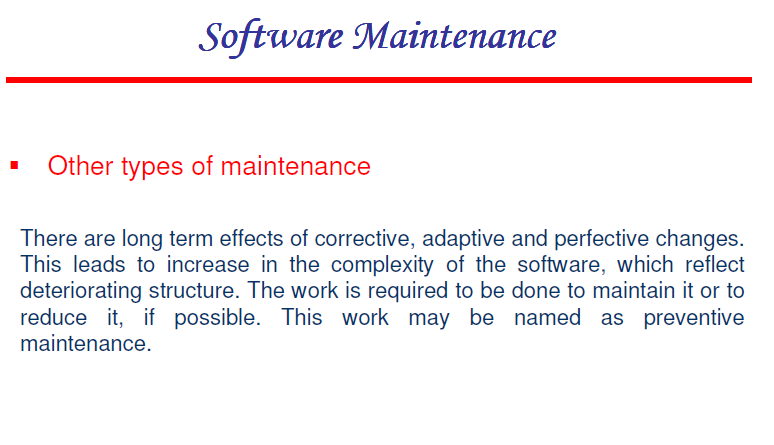 Software Maintenance
▪ Other types of maintenance
There are long term effects of corrective, adaptive and perfective changes.
This leads to increase in the complexity of the software, which reflect
deteriorating structure. The work is required to be done to maintain it or to
reduce it, if possible. This work may be named as preventive
maintenance.